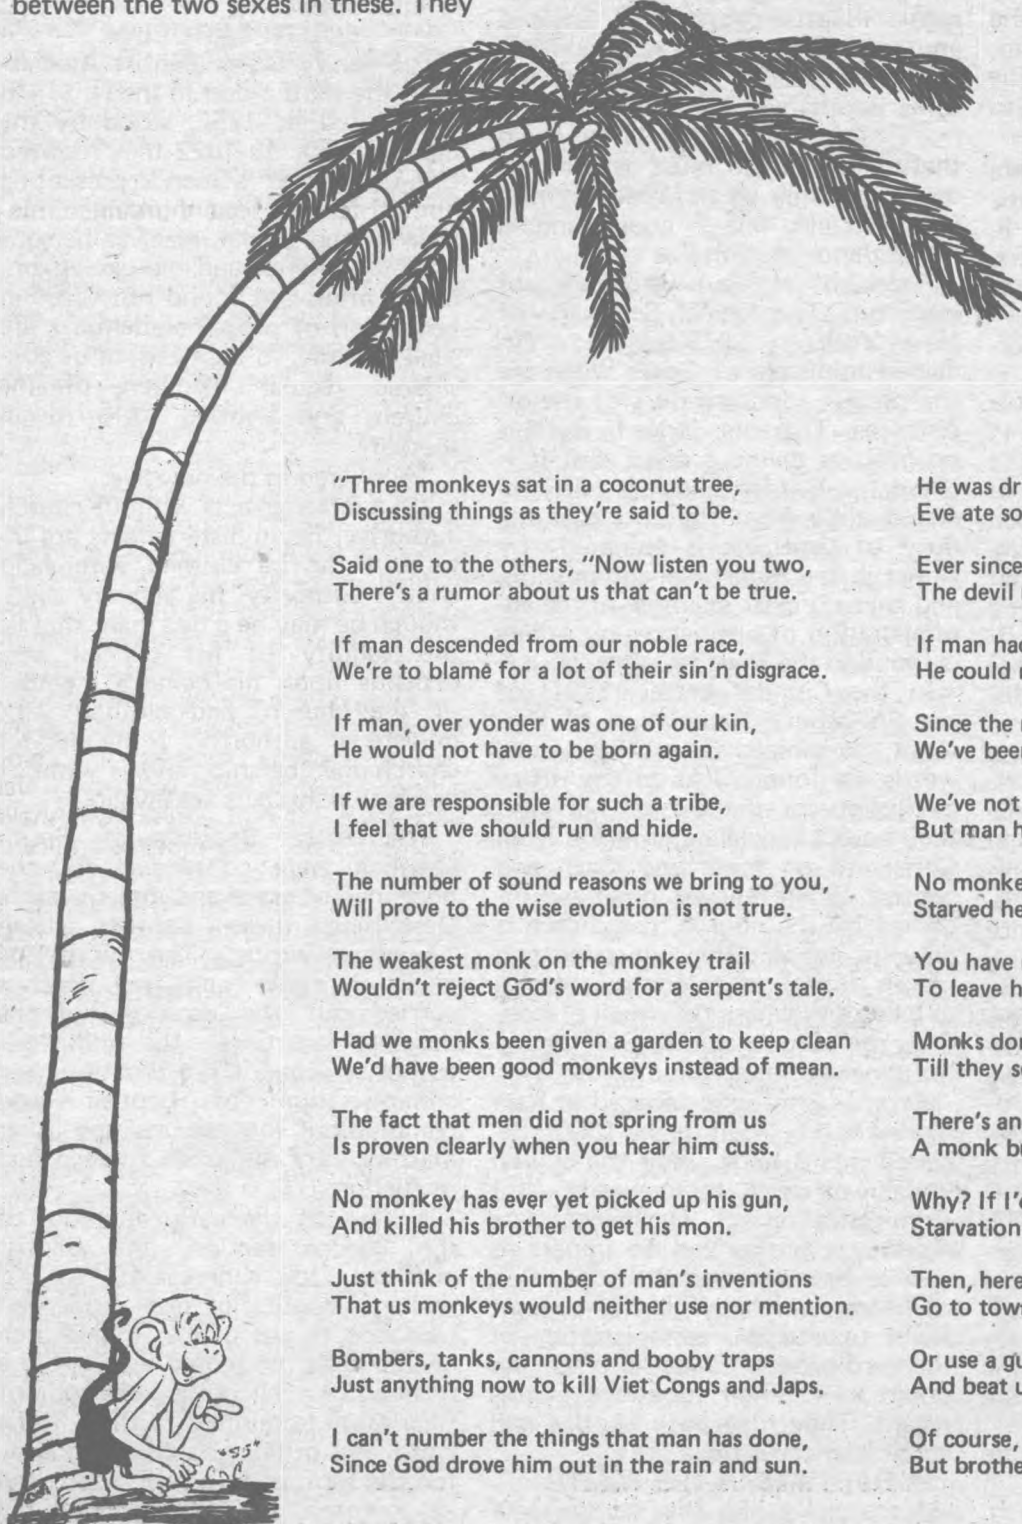 between the two sexes in these. They
"Three monkeys sat in a coconut tree,
Discussing things as they're said to be.
Said one to the others, "Now listen you two,
There's a rumor about us that can't be true.
If man descended from our noble race,
We're to blame for a lot of their sin'n disgrace.
If man, over yonder was one of our kin,
He would not have to be born again.
If we are responsible for such a tribe,
I feel that we should run and hide.
The number of sound reasons we bring to you,
Will prove to the wise evolution is not true.
The weakest monk on the monkey trail
Wouldn't reject God's word for a serpent's tale.
Had we monks been given a garden to keep clean
We'd have been good monkeys instead of mean.
The fact that men did not spring from us
Is proven clearly when you hear him cuss.
No monkey has ever yet picked up his gun,
And killed his brother to get his mon.
Just think of the number of man's inventions
That us monkeys would neither use nor mention.
Bombers, tanks, cannons and booby traps
Just anything now to kill Viet Congs and Japs.
I can't number the things that man has done,
Since God drove him out in the rain and sun.
He was dr
Eve ate so
Ever since
The devil
If man had
He could
Since the
We've been
We've not
But man h
No monke
Starved he
You have
To leave h
Monks don
Till they s
There's an
A monk b
Why? If I'
Starvation
Then, here
Go to tow
Or use a gu
And beat u
Of course,
But brothe